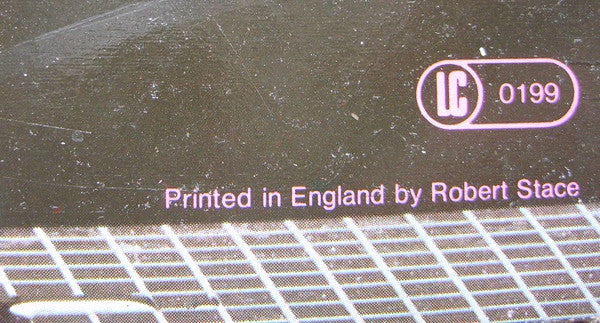 LC 0199
Printed in England by Robert Stace